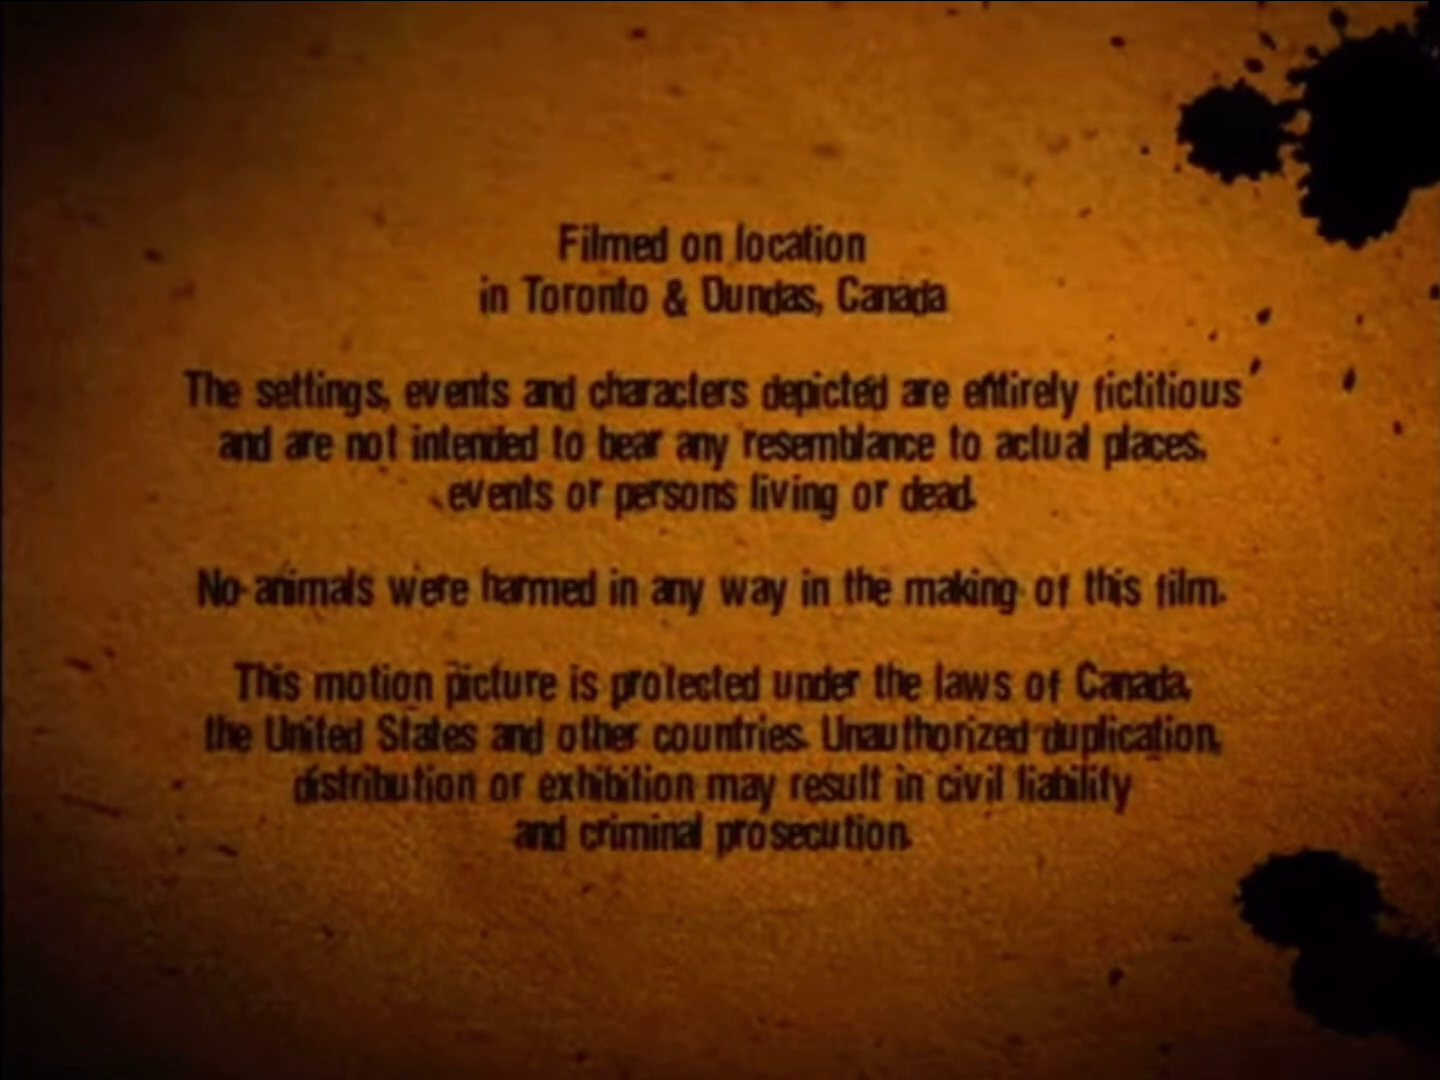 Filmed on location
in Toronto & Dundas, Canada
The settings, events and characters depicted are entirely fictitious
and are not intended to bear any resemblance to actual places,
events or persons living or dead.
No animals were harmed in any way in the making of this film.
This motion picture is protected under the laws of Canada,
the United States and other countries. Unauthorized duplication,
distribution or exhibition may result in civil liability
and criminal prosecution.